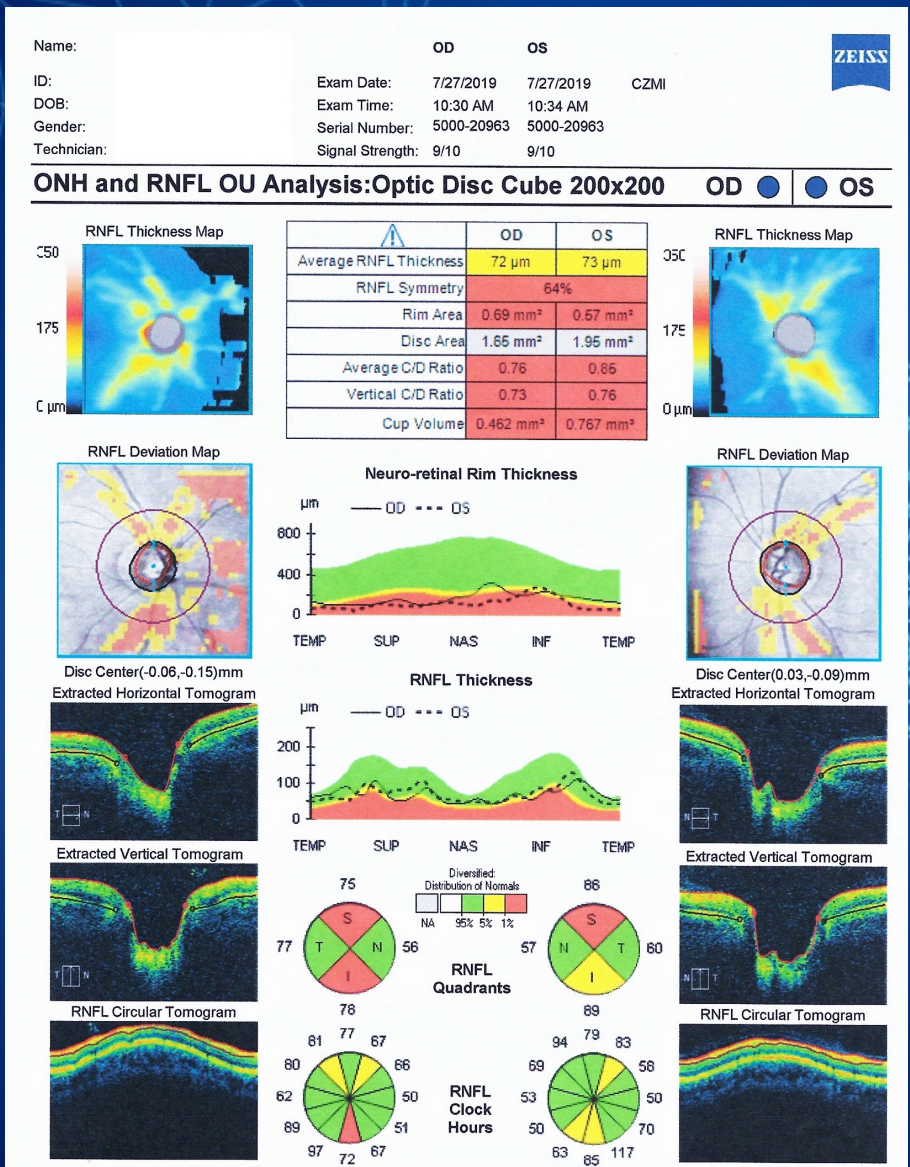 Name: OD OS
ZEISS
ID: Exam Date: 7/27/2019 7/27/2019 CZMI
DOB: Exam Time: 10:30 AM 10:34 AM
Gender: Serial Number: 5000-20963 5000-20963
Technician: Signal Strength: 9/10 9/10
ONH and RNFL OU Analysis:Optic Disc Cube 200x200 OD OS
RNFL Thickness Map
175
µm
OD OS
Average RNFL Thickness 72 µm 73 µm
RNFL Symmetry 64%
Rim Area 0.69 mm² 0.57 mm²
Disc Area 1.65 mm² 1.95 mm²
Average C/D Ratio 0.76 0.85
Vertical C/D Ratio 0.73 0.76
Cup Volume 0.462 mm³ 0.767 mm³
RNFL Thickness Map
175
0 µm
RNFL Deviation Map
Disc Center(-0.06,-0.15)mm
Neuro-retinal Rim Thickness
µm OD OS
800
400
0
TEMP SUP NAS INF TEMP
RNFL Deviation Map
Disc Center(0.03,-0.09)mm
Extracted Horizontal Tomogram
T N
RNFL Thickness
µm OD OS
200
100
0
TEMP SUP NAS INF TEMP
Extracted Horizontal Tomogram
N T
Extracted Vertical Tomogram
T N
Diversified:
Distribution of Normals
NA 95% 5% 1%
75
S
77 T N 56
I
78
RNFL
Quadrants
86
S
57 N T 60
I
89
Extracted Vertical Tomogram
N T
RNFL Circular Tomogram
77
81 67
80 66
62 50
89 51
97 67
72
RNFL
Clock
Hours
79
94 83
69 58
53 50
50 70
63 117
85
RNFL Circular Tomogram